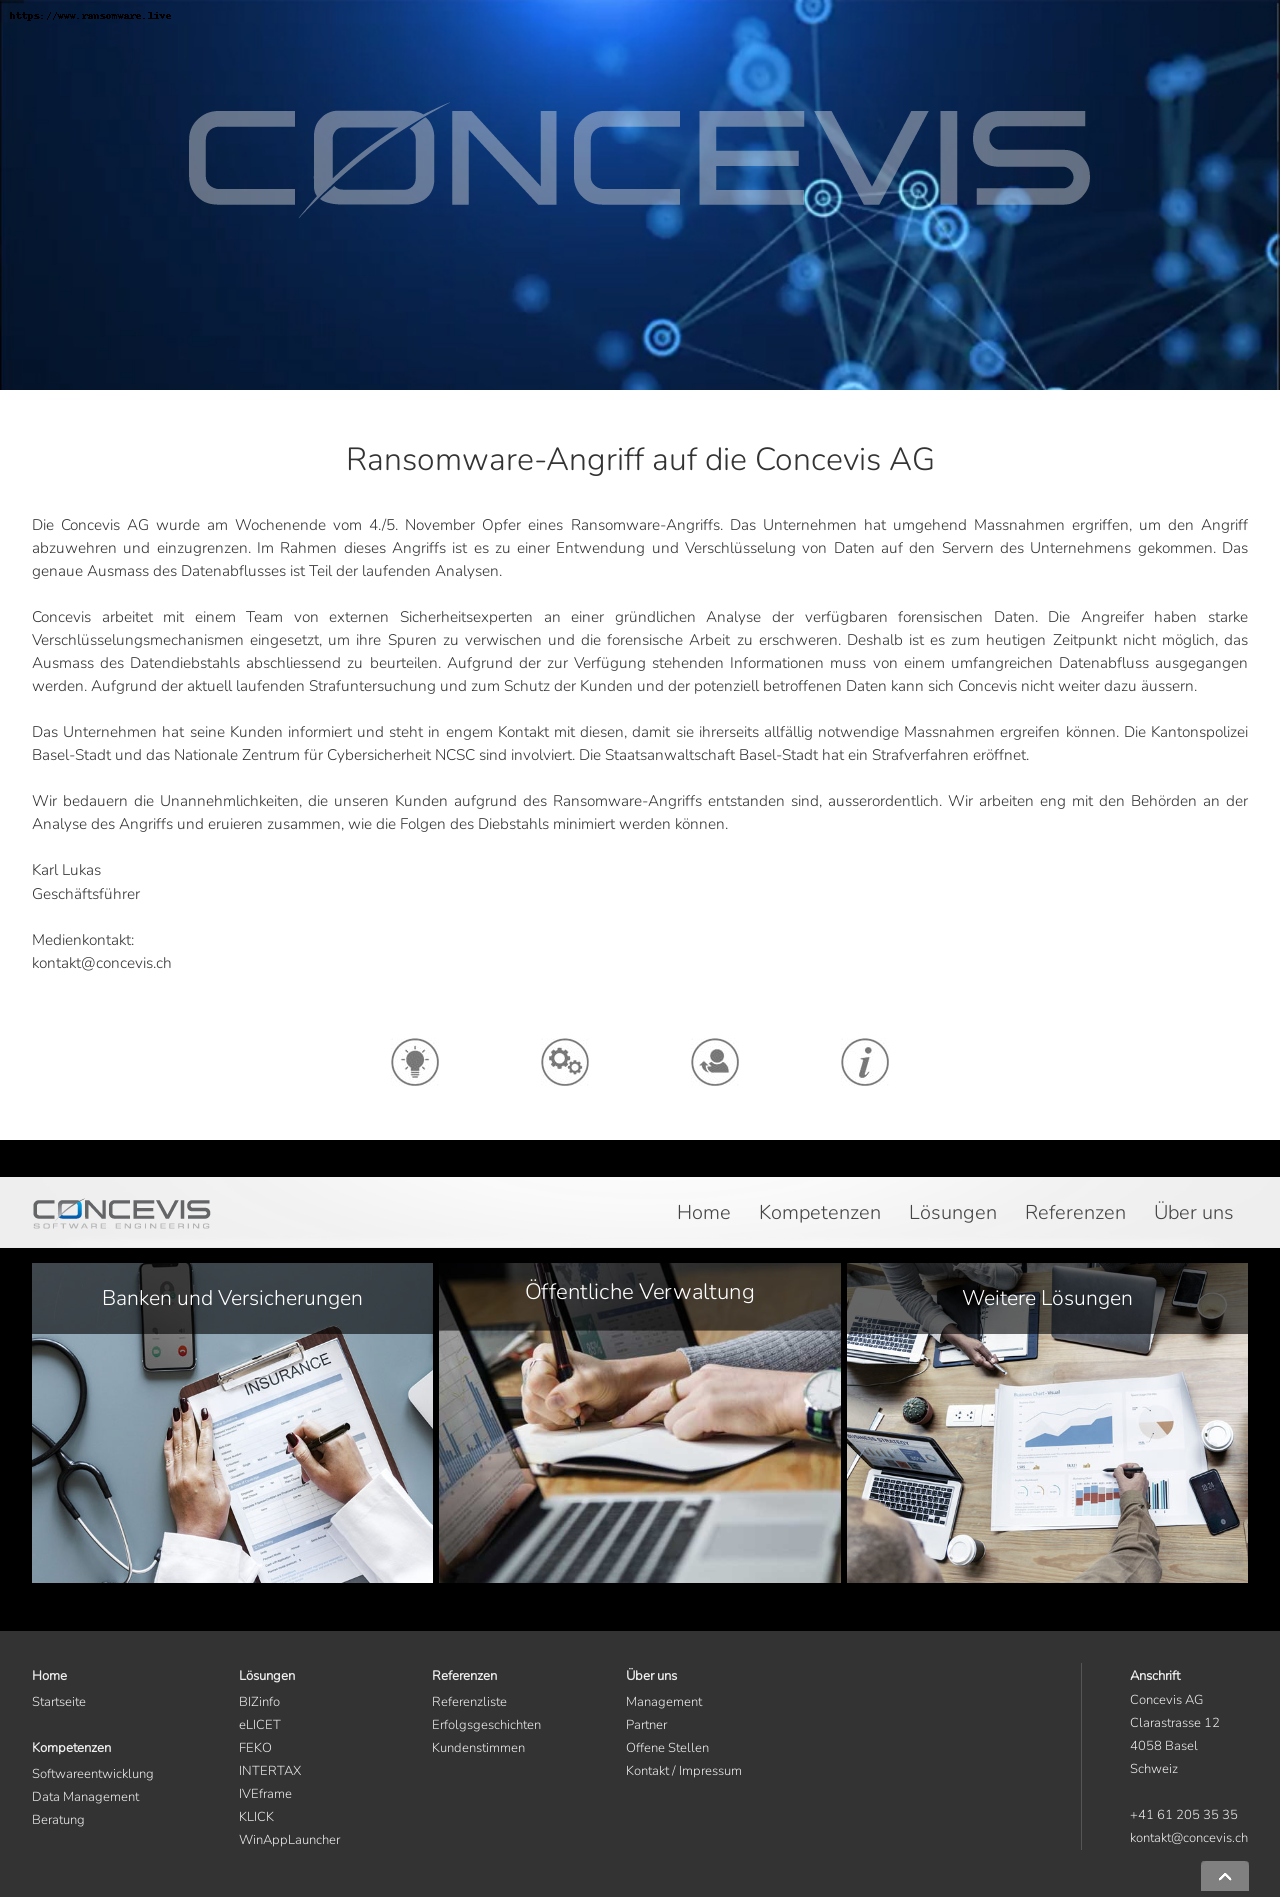 https://www.ransomware.live
CONCEVIS
Ransomware-Angriff auf die Concevis AG
Die Concevis AG wurde am Wochenende vom 4./5. November Opfer eines Ransomware-Angriffs. Das Unternehmen hat umgehend Massnahmen ergriffen, um den Angriff
abzuwehren und einzugrenzen. Im Rahmen dieses Angriffs ist es zu einer Entwendung und Verschlüsselung von Daten auf den Servern des Unternehmens gekommen. Das
genaue Ausmass des Datenabflusses ist Teil der laufenden Analysen.
Concevis arbeitet mit einem Team von externen Sicherheitsexperten an einer gründlichen Analyse der verfügbaren forensischen Daten. Die Angreifer haben starke
Verschlüsselungsmechanismen eingesetzt, um ihre Spuren zu verwischen und die forensische Arbeit zu erschweren. Deshalb ist es zum heutigen Zeitpunkt nicht möglich, das
Ausmass des Datendiebstahls abschliessend zu beurteilen. Aufgrund der zur Verfügung stehenden Informationen muss von einem umfangreichen Datenabfluss ausgegangen
werden. Aufgrund der aktuell laufenden Strafuntersuchung und zum Schutz der Kunden und der potenziell betroffenen Daten kann sich Concevis nicht weiter dazu äussern.
Das Unternehmen hat seine Kunden informiert und steht in engem Kontakt mit diesen, damit sie ihrerseits allfällig notwendige Massnahmen ergreifen können. Die Kantonspolizei
Basel-Stadt und das Nationale Zentrum für Cybersicherheit NCSC sind involviert. Die Staatsanwaltschaft Basel-Stadt hat ein Strafverfahren eröffnet.
Wir bedauern die Unannehmlichkeiten, die unseren Kunden aufgrund des Ransomware-Angriffs entstanden sind, ausserordentlich. Wir arbeiten eng mit den Behörden an der
Analyse des Angriffs und eruieren zusammen, wie die Folgen des Diebstahls minimiert werden können.
Karl Lukas
Geschäftsführer
Medienkontakt:
kontakt@concevis.ch
CONCEVIS
SOFTWARE ENGINEERING
Home Kompetenzen Lösungen Referenzen Über uns
Banken und Versicherungen
Öffentliche Verwaltung
Weitere Lösungen
INSURANCE
Home
Startseite
Kompetenzen
Softwareentwicklung
Data Management
Beratung
Lösungen
BIZinfo
eLICET
FEKO
INTERTAX
IVEframe
KLICK
WinAppLauncher
Referenzen
Referenzliste
Erfolgsgeschichten
Kundenstimmen
Über uns
Management
Partner
Offene Stellen
Kontakt / Impressum
Anschrift
Concevis AG
Clarastrasse 12
4058 Basel
Schweiz
+41 61 205 35 35
kontakt@concevis.ch